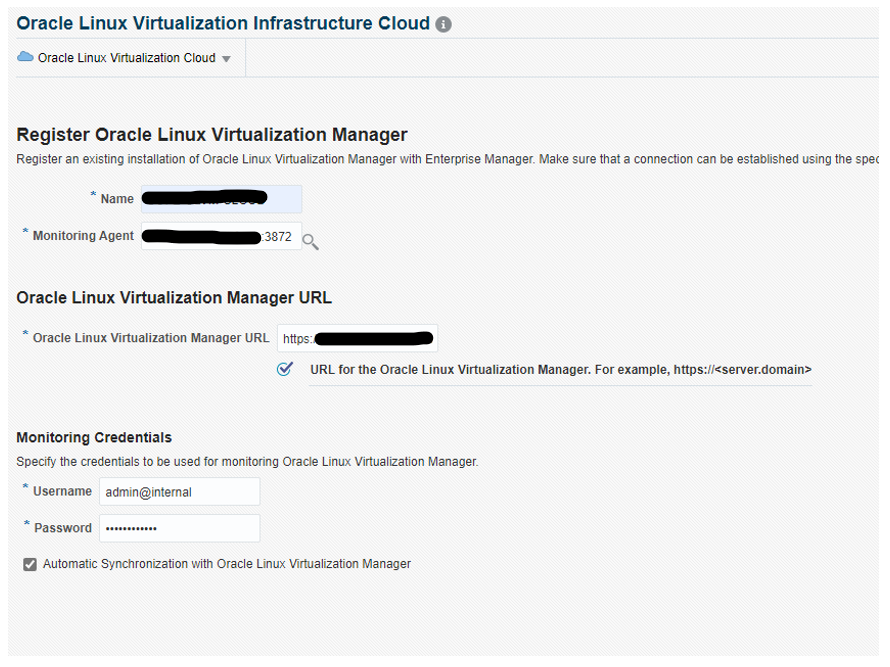 Oracle Linux Virtualization Infrastructure Cloud
Oracle Linux Virtualization Cloud
Register Oracle Linux Virtualization Manager
Register an existing installation of Oracle Linux Virtualization Manager with Enterprise Manager. Make sure that a connection can be established using the
* Name
* Monitoring Agent :3872
Oracle Linux Virtualization Manager URL
* Oracle Linux Virtualization Manager URL https:
URL for the Oracle Linux Virtualization Manager. For example, https://<server.domain>
Monitoring Credentials
Specify the credentials to be used for monitoring Oracle Linux Virtualization Manager.
* Username admin@internal
* Password ••••••••••••
Automatic Synchronization with Oracle Linux Virtualization Manager